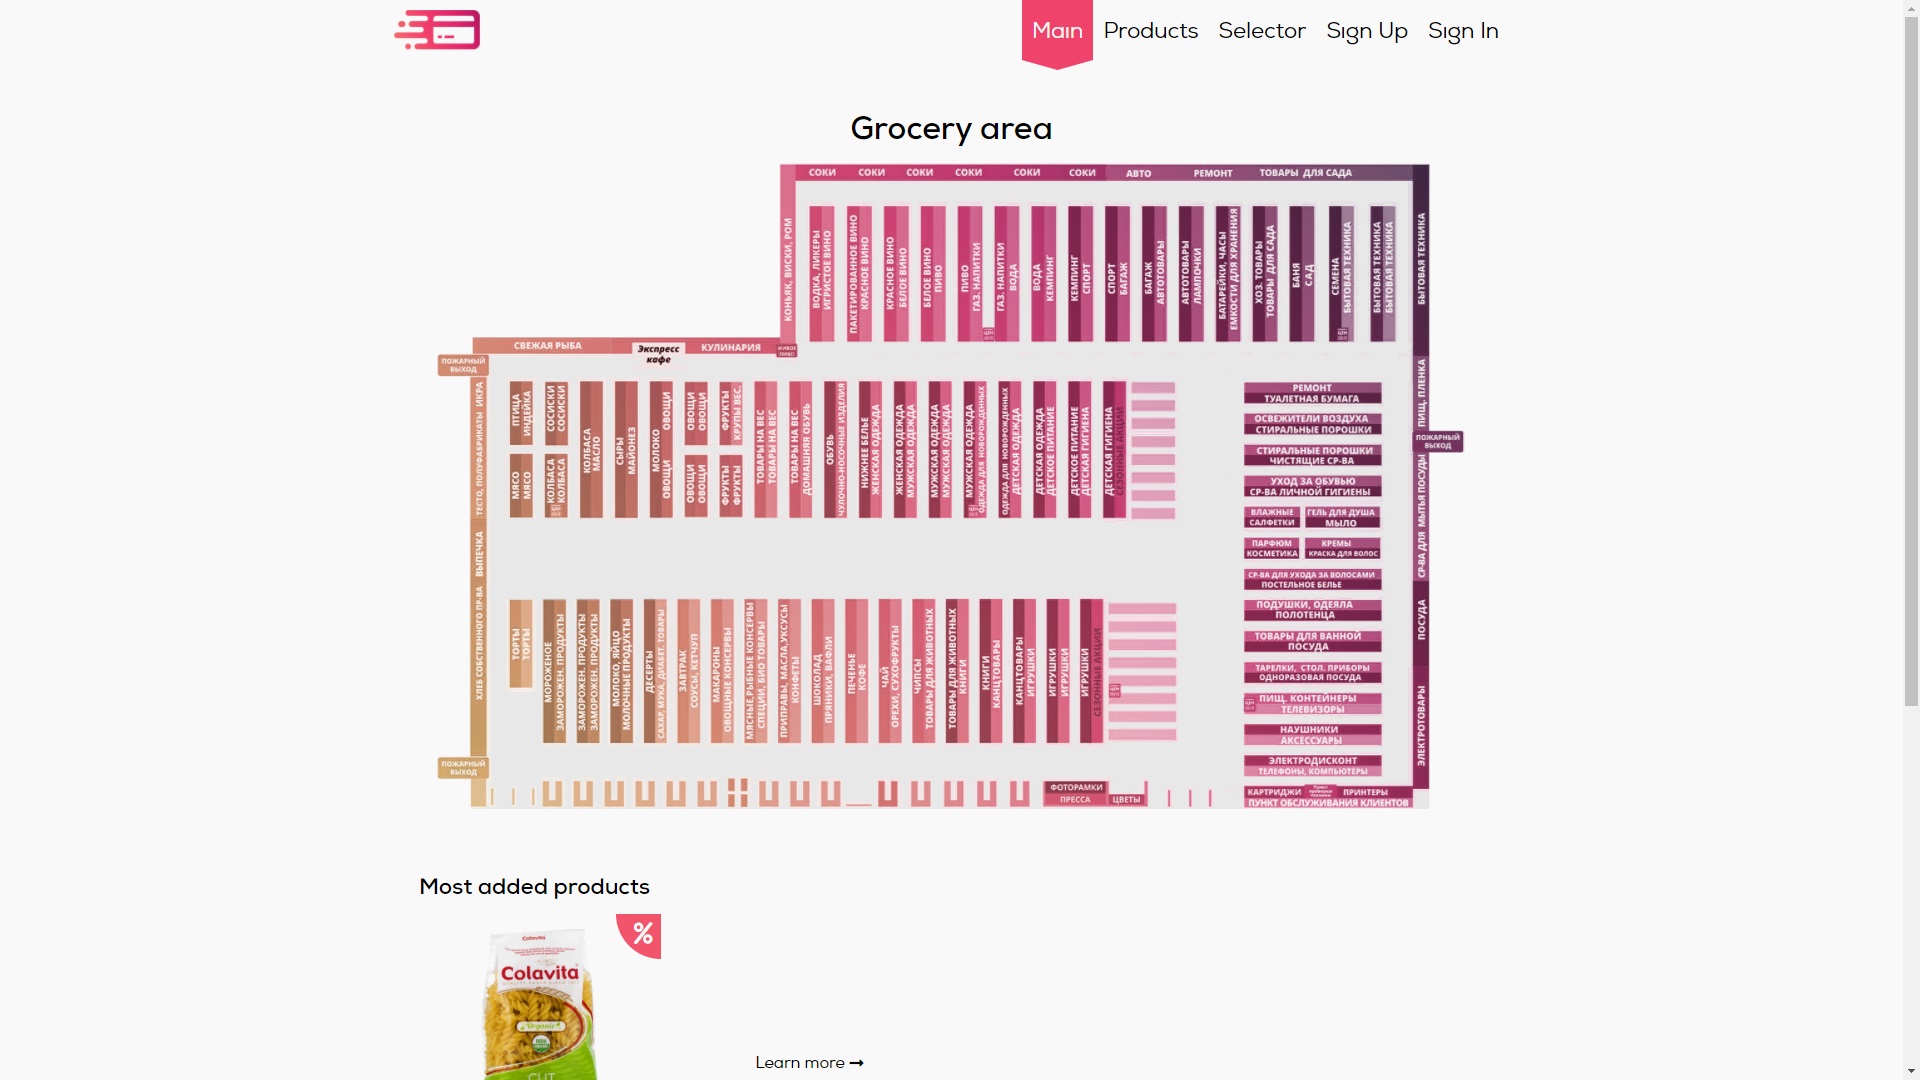 Main
Products
Selector
Sign Up
Sign In
Grocery area
СОКИ
СОКИ
СОКИ
СОКИ
СОКИ
СОКИ
АВТО
РЕМОНТ
ТОВАРЫ ДЛЯ САДА
КОНЬЯК, ВИСКИ, РОМ
ВОДКА, ЛИКЕРЫ
ИГРИСТОЕ ВИНО
ПАКЕТИРОВАННОЕ ВИНО
КРАСНОЕ ВИНО
КРАСНОЕ ВИНО
БЕЛОЕ ВИНО
БЕЛОЕ ВИНО
ПИВО
ПИВО
ГАЗ. НАПИТКИ
ГАЗ. НАПИТКИ
ВОДА
ВОДА
КЕМПИНГ
КЕМПИНГ
СПОРТ
СПОРТ
БАГАЖ
БАГАЖ
АВТОТОВАРЫ
АВТОТОВАРЫ
ЛАМПОЧКИ
БАТАРЕЙКИ, ЧАСЫ
ЕМКОСТИ ДЛЯ ХРАНЕНИЯ
ХОЗ. ТОВАРЫ
ТОВАРЫ ДЛЯ САДА
БАНЯ
САД
СЕМЕНА
БЫТОВАЯ ТЕХНИКА
БЫТОВАЯ ТЕХНИКА
БЫТОВАЯ ТЕХНИКА
БЫТОВАЯ ТЕХНИКА
СВЕЖАЯ РЫБА
Экспресс
кафе
КУЛИНАРИЯ
ЖИВОЕ
ПИВО
ПОЖАРНЫЙ
ВЫХОД
ТЕСТО, ПОЛУФАБРИКАТЫ ИКРА
ВЫПЕЧКА
ХЛЕБ СОБСТВЕННОГО ПР-ВА
ПТИЦА
ИНДЕЙКА
СОСИСКИ
СОСИСКИ
МЯСО
МЯСО
КОЛБАСА
КОЛБАСА
КОЛБАСА
МАСЛО
СЫРЫ
МАЙОНЕЗ
МОЛОКО
ОВОЩИ ОВОЩИ
ОВОЩИ
ОВОЩИ
ОВОЩИ
ОВОЩИ
ФРУКТЫ
КРУПЫ ВЕС.
ФРУКТЫ
ФРУКТЫ
ТОВАРЫ НА ВЕС
ТОВАРЫ НА ВЕС
ТОВАРЫ НА ВЕС
ДОМАШНЯЯ ОБУВЬ
ОБУВЬ
ЧУЛОЧНО-НОСОЧНЫЕ ИЗДЕЛИЯ
НИЖНЕЕ БЕЛЬЕ
ЖЕНСКАЯ ОДЕЖДА
ЖЕНСКАЯ ОДЕЖДА
МУЖСКАЯ ОДЕЖДА
МУЖСКАЯ ОДЕЖДА
МУЖСКАЯ ОДЕЖДА
МУЖСКАЯ ОДЕЖДА
ОДЕЖДА ДЛЯ НОВОРОЖДЕННЫХ
ОДЕЖДА ДЛЯ НОВОРОЖДЕННЫХ
ДЕТСКАЯ ОДЕЖДА
ДЕТСКАЯ ОДЕЖДА
ДЕТСКОЕ ПИТАНИЕ
ДЕТСКОЕ ПИТАНИЕ
ДЕТСКАЯ ГИГИЕНА
ДЕТСКАЯ ГИГИЕНА
СЕЗОННЫЕ АКЦИИ
РЕМОНТ
ТУАЛЕТНАЯ БУМАГА
ОСВЕЖИТЕЛИ ВОЗДУХА
СТИРАЛЬНЫЕ ПОРОШКИ
СТИРАЛЬНЫЕ ПОРОШКИ
ЧИСТЯЩИЕ СР-ВА
УХОД ЗА ОБУВЬЮ
СР-ВА ЛИЧНОЙ ГИГИЕНЫ
ВЛАЖНЫЕ
САЛФЕТКИ
ГЕЛЬ ДЛЯ ДУША
МЫЛО
ПАРФЮМ
КОСМЕТИКА
КРЕМЫ
КРАСКА ДЛЯ ВОЛОС
СР-ВА ДЛЯ УХОДА ЗА ВОЛОСАМИ
ПОСТЕЛЬНОЕ БЕЛЬЕ
ПОДУШКИ, ОДЕЯЛА
ПОЛОТЕНЦА
ТОВАРЫ ДЛЯ ВАННОЙ
ПОСУДА
ТАРЕЛКИ, СТОЛ. ПРИБОРЫ
ОДНОРАЗОВАЯ ПОСУДА
ПИЩ. КОНТЕЙНЕРЫ
ТЕЛЕВИЗОРЫ
НАУШНИКИ
АКСЕССУАРЫ
ЭЛЕКТРОДИСКОНТ
ТЕЛЕФОНЫ, КОМПЬЮТЕРЫ
КАРТРИДЖИ
ПРИНТЕРЫ
ПУНКТ ОБСЛУЖИВАНИЯ КЛИЕНТОВ
ПИЩ. ПЛЕНКА
ПОЖАРНЫЙ
ВЫХОД
СР-ВА ДЛЯ МЫТЬЯ ПОСУДЫ
ПОСУДА
ЭЛЕКТРОТОВАРЫ
ТОРТЫ
ТОРТЫ
МОРОЖЕНОЕ
ЗАМОРОЖЕН. ПРОДУКТЫ
ЗАМОРОЖЕН. ПРОДУКТЫ
ЗАМОРОЖЕН. ПРОДУКТЫ
МОЛОКО, ЯЙЦО
МОЛОЧНЫЕ ПРОДУКТЫ
ДЕСЕРТЫ
САХАР, МУКА, ДИАБЕТ. ТОВАРЫ
ЗАВТРАК
СОУСЫ, КЕТЧУП
МАКАРОНЫ
ОВОЩНЫЕ КОНСЕРВЫ
МЯСНЫЕ,РЫБНЫЕ КОНСЕРВЫ
СПЕЦИИ, БИО ТОВАРЫ
ПРИПРАВЫ, МАСЛА,УКСУСЫ
КОНФЕТЫ
ШОКОЛАД
ПРЯНИКИ, ВАФЛИ
ПЕЧЕНЬЕ
КОФЕ
ЧАЙ
ОРЕХИ, СУХОФРУКТЫ
ЧИПСЫ
ТОВАРЫ ДЛЯ ЖИВОТНЫХ
ТОВАРЫ ДЛЯ ЖИВОТНЫХ
КНИГИ
КНИГИ
КАНЦТОВАРЫ
КАНЦТОВАРЫ
ИГРУШКИ
ИГРУШКИ
ИГРУШКИ
ИГРУШКИ
СЕЗОННЫЕ АКЦИИ
ПОЖАРНЫЙ
ВЫХОД
ФОТОРАМКИ
ПРЕССА
ЦВЕТЫ
Most added products
%
Colavita
Colavita
Organic
CUT
Learn more →